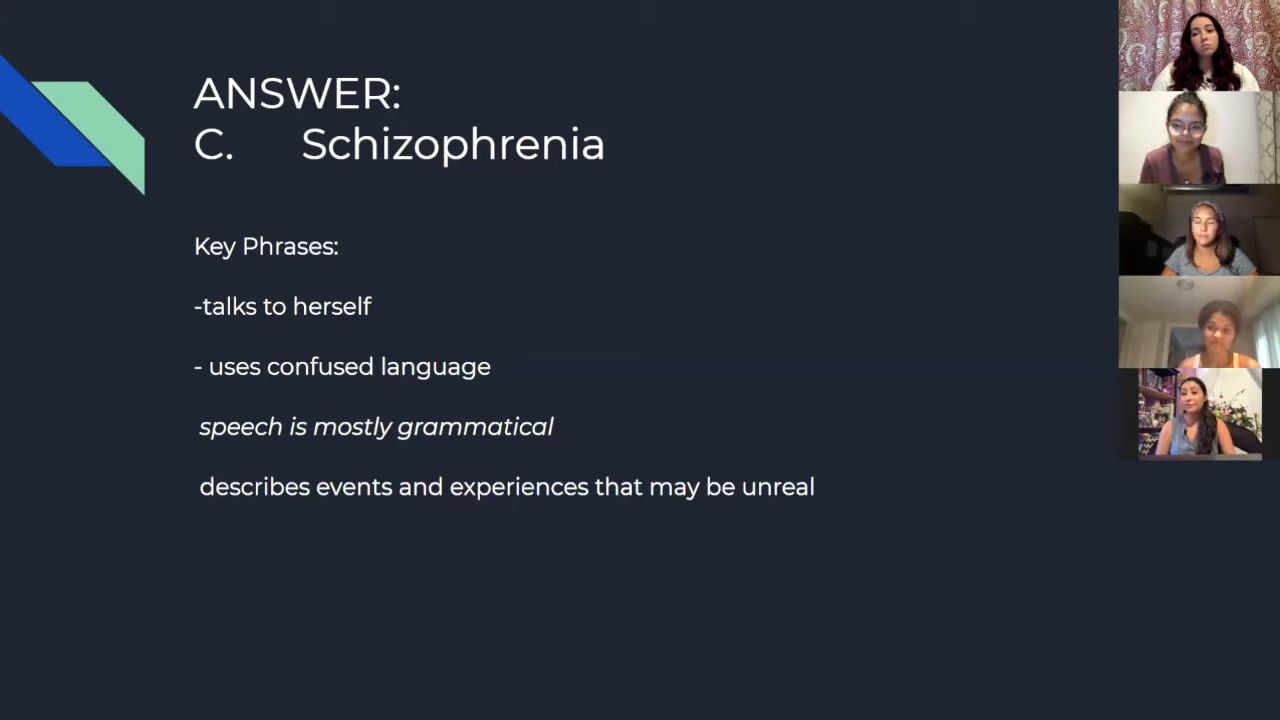 ANSWER:
C. Schizophrenia
Key Phrases:
-talks to herself
- uses confused language
speech is mostly grammatical
describes events and experiences that may be unreal